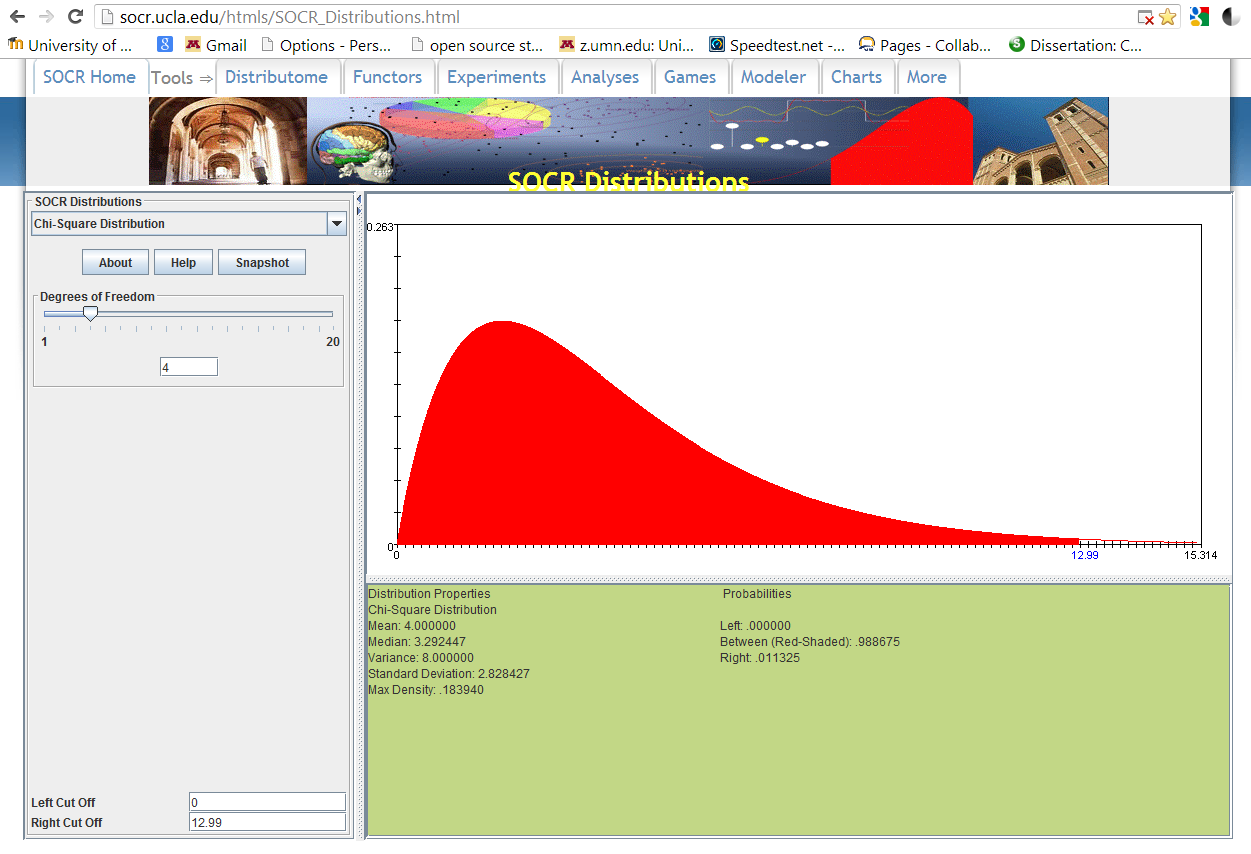 socr.ucla.edu/htmls/SOCR_Distributions.html
University of ... Gmail Options - Pers... open source st... z.umn.edu: Uni... Speedtest.net -... Pages - Collab... Dissertation: C...
SOCR Home Tools ⇒ Distributome Functors Experiments Analyses Games Modeler Charts More
SOCR Distributions
SOCR Distributions
Chi-Square Distribution
About Help Snapshot
Degrees of Freedom
1 20
4
0.263
0
0 12.99 15.314
Distribution Properties Probabilities
Chi-Square Distribution
Mean: 4.000000 Left: .000000
Median: 3.292447 Between (Red-Shaded): .988675
Variance: 8.000000 Right: .011325
Standard Deviation: 2.828427
Max Density: .183940
Left Cut Off 0
Right Cut Off 12.99